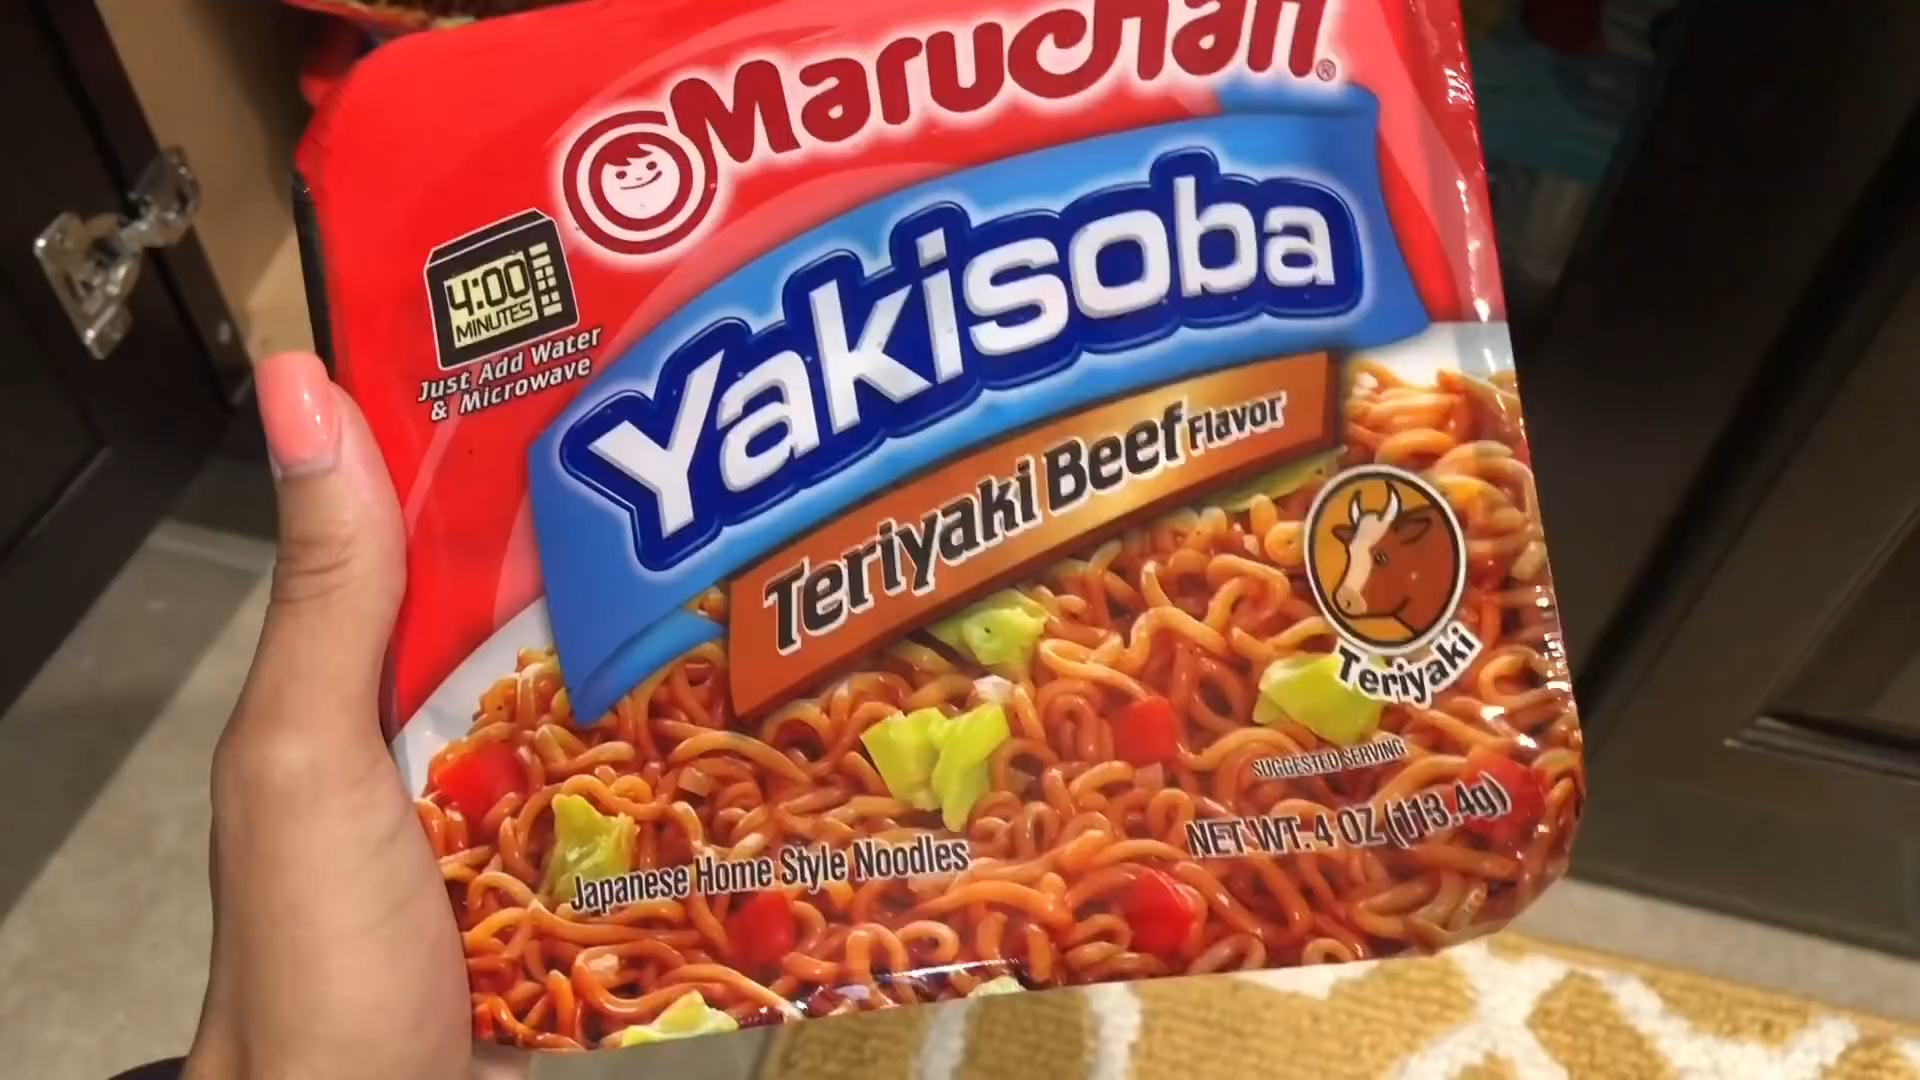 Maruchan®
4:00
MINUTES
Just Add Water
& Microwave
Yakisoba
Teriyaki Beef Flavor
Teriyaki
SUGGESTED SERVING
NET WT. 4 OZ (113.4g)
Japanese Home Style Noodles